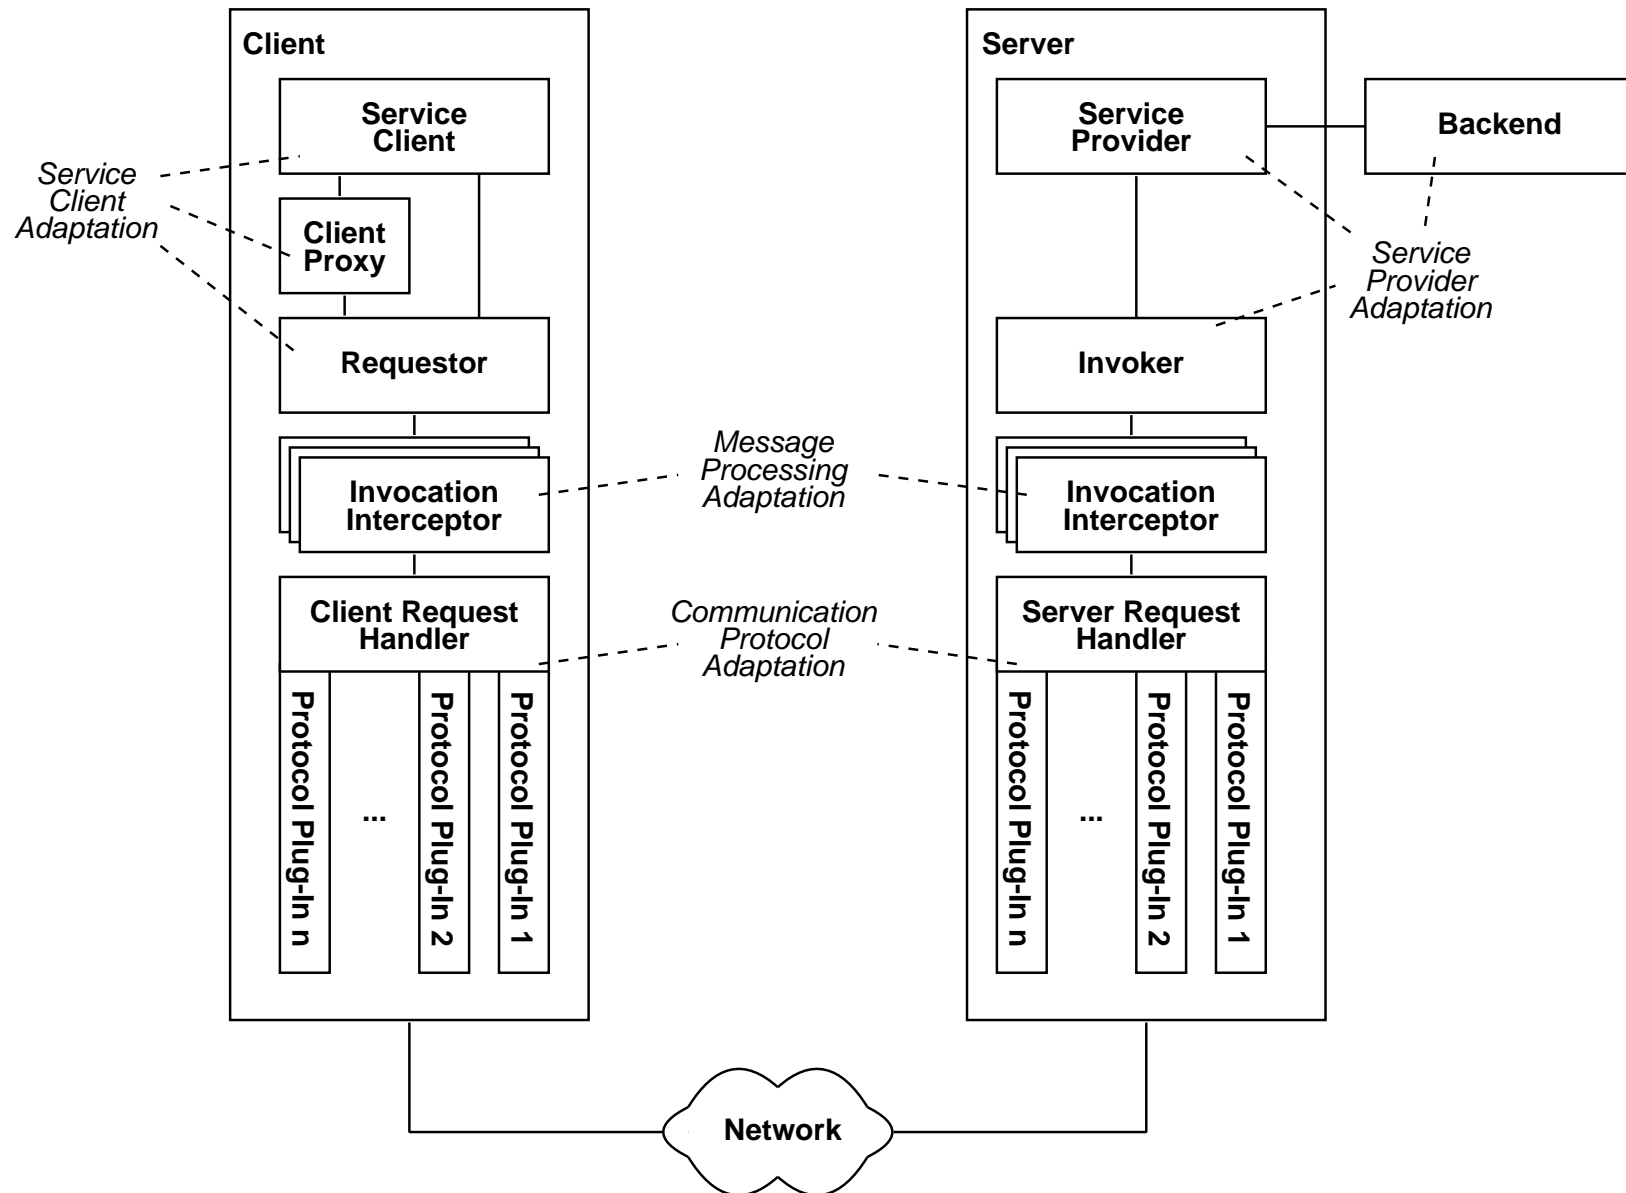 Client
Service
Client
Service
Client
Adaptation
Client
Proxy
Requestor
Invocation
Interceptor
Client Request
Handler
Protocol Plug-In n
...
Protocol Plug-In 2
Protocol Plug-In 1
Message
Processing
Adaptation
Communication
Protocol
Adaptation
Server
Service
Provider
Backend
Service
Provider
Adaptation
Invoker
Invocation
Interceptor
Server Request
Handler
Protocol Plug-In n
...
Protocol Plug-In 2
Protocol Plug-In 1
Network